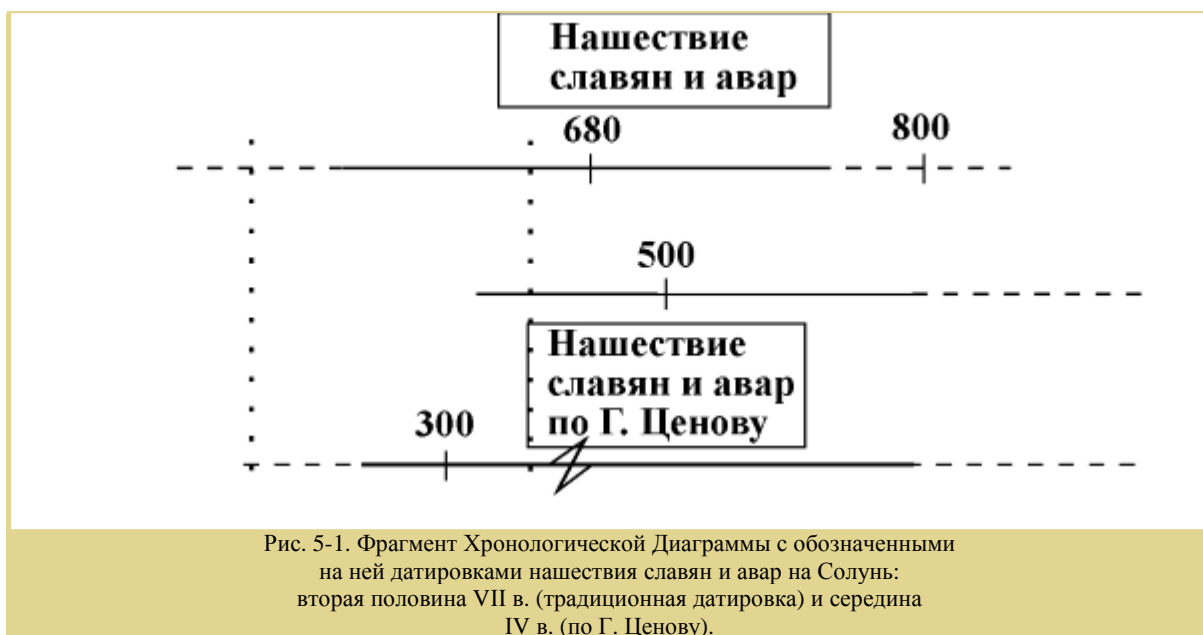 Нашествие
славян и авар
680
800
500
Нашествие
славян и авар
по Г. Ценову
300
Рис. 5-1. Фрагмент Хронологической Диаграммы с обозначенными
на ней датировками нашествия славян и авар на Солунь:
вторая половина VII в. (традиционная датировка) и середина
IV в. (по Г. Ценову).